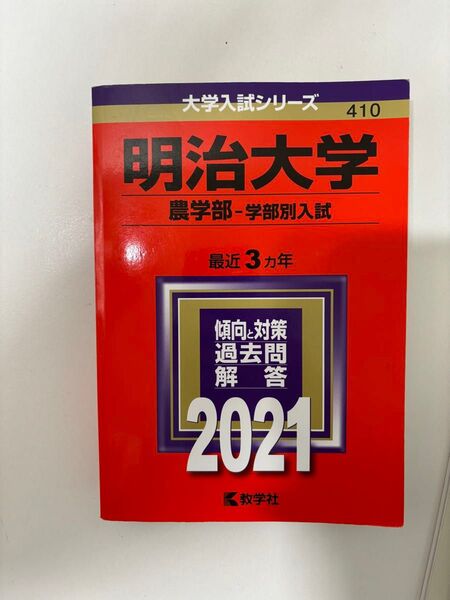 大学入試シリーズ
410
明治大学
農学部-学部別入試
最近3カ年
傾向と対策
過去問
解答
2021
教学社